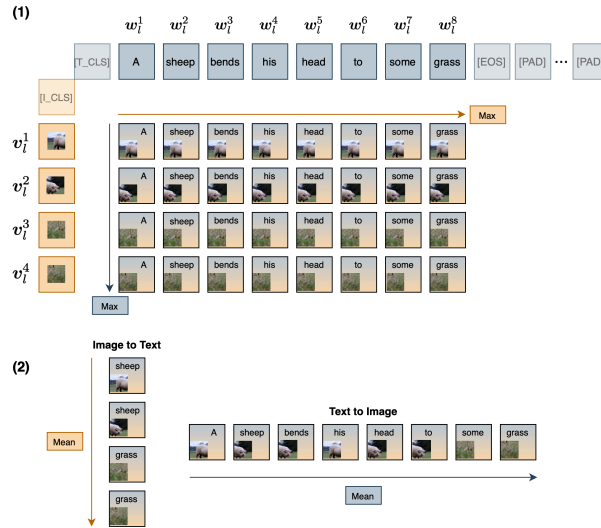 (1)
w_l^1 w_l^2 w_l^3 w_l^4 w_l^5 w_l^6 w_l^7 w_l^8
[T_CLS] A sheep bends his head to some grass [EOS] [PAD] ... [PAD
[I_CLS]
Max
v_l^1 A sheep bends his head to some grass
v_l^2 A sheep bends his head to some grass
v_l^3 A sheep bends his head to some grass
v_l^4 A sheep bends his head to some grass
Max
Image to Text
(2)
sheep
sheep
grass
grass
Mean
Text to Image
A sheep bends his head to some grass
Mean